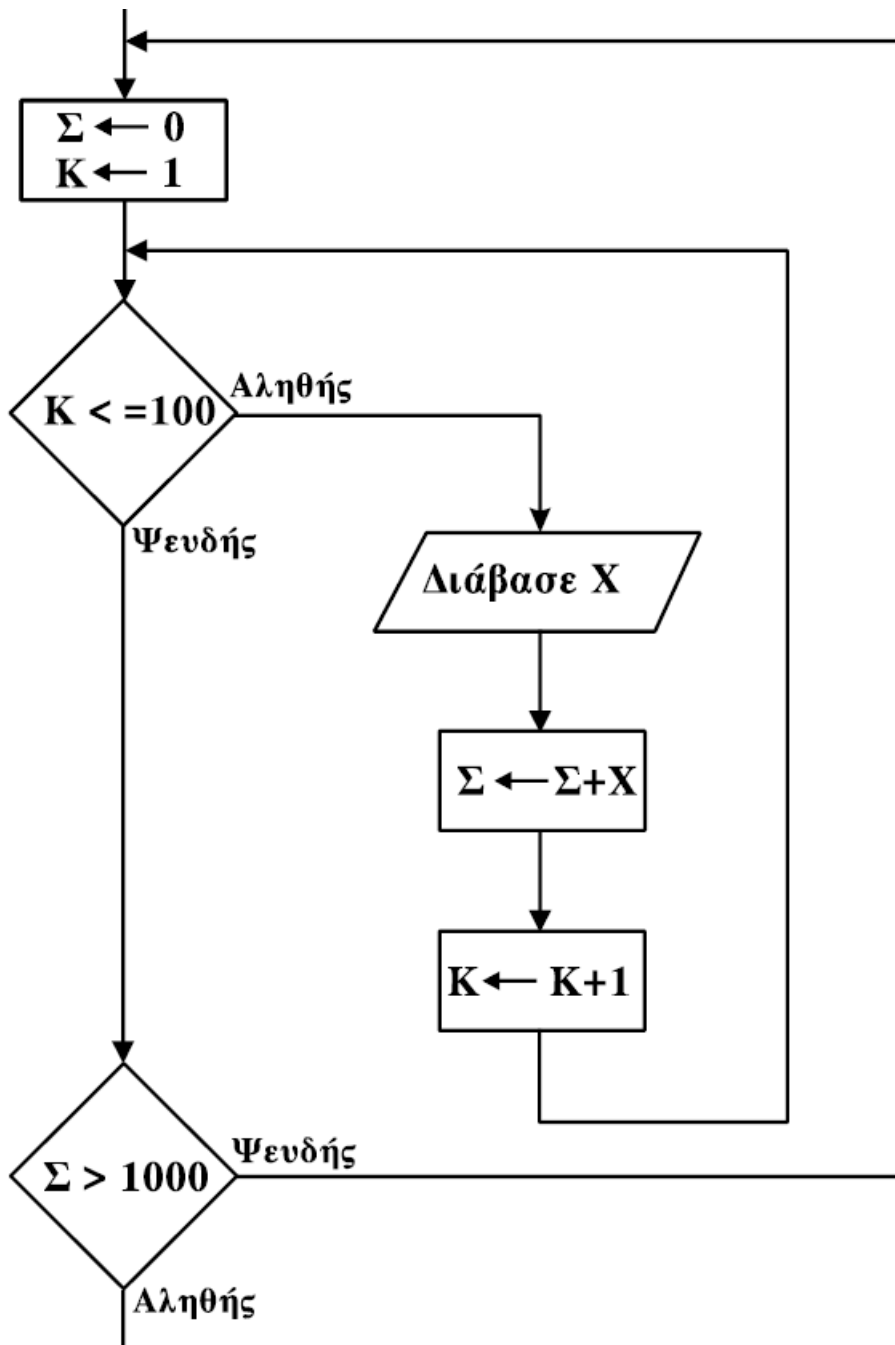 Σ ← 0
Κ ← 1
Κ < =100
Αληθής
Ψευδής
Διάβασε Χ
Σ ← Σ+Χ
Κ ← Κ+1
Σ > 1000
Ψευδής
Αληθής